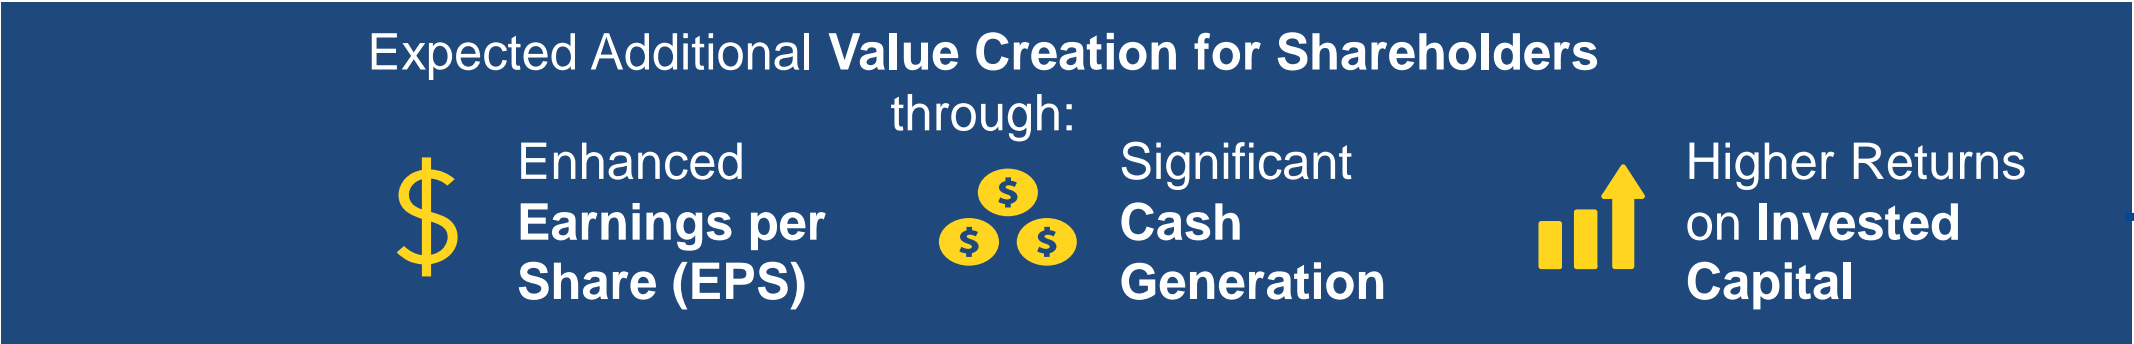 Expected Additional Value Creation for Shareholders
through:
Enhanced
Earnings per
Share (EPS)
Significant
Cash
Generation
Higher Returns
on Invested
Capital